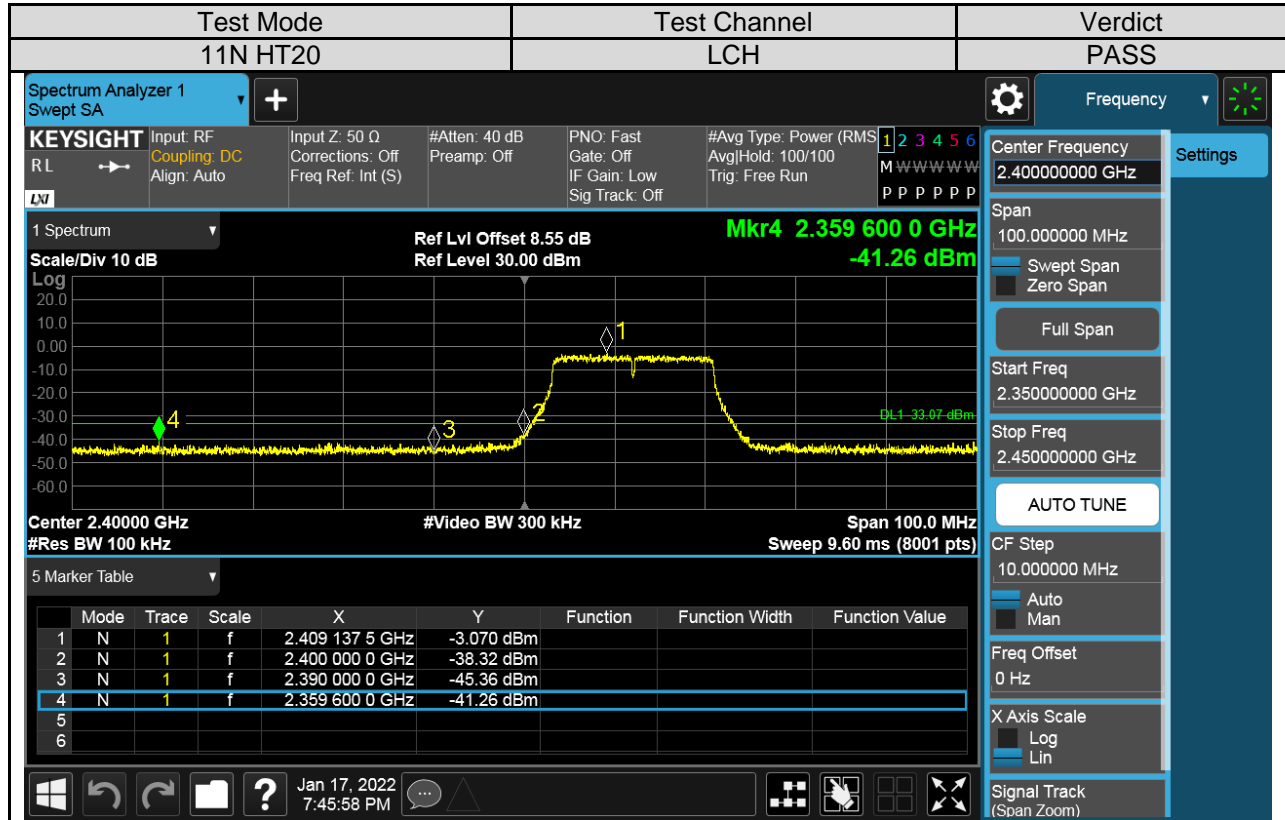 Test Mode Test Channel Verdict
11N HT20 LCH PASS
Spectrum Analyzer 1
Swept SA
+
Frequency
KEYSIGHT
RL
LXI
Input: RF
Coupling: DC
Align: Auto
Input Z: 50 Ω
Corrections: Off
Freq Ref: Int (S)
#Atten: 40 dB
Preamp: Off
PNO: Fast
Gate: Off
IF Gain: Low
Sig Track: Off
#Avg Type: Power (RMS
Avg|Hold: 100/100
Trig: Free Run
1 2 3 4 5 6
M W W W W W
P P P P P P
1 Spectrum
Scale/Div 10 dB
Ref Lvl Offset 8.55 dB
Ref Level 30.00 dBm
Mkr4 2.359 600 0 GHz
-41.26 dBm
Log
20.0
10.0
0.00
-10.0
-20.0
-30.0
-40.0
-50.0
-60.0
1
2
3
4
DL1 -33.07 dBm
Center 2.40000 GHz #Video BW 300 kHz Span 100.0 MHz
#Res BW 100 kHz Sweep 9.60 ms (8001 pts)
5 Marker Table
Mode Trace Scale X Y Function Function Width Function Value
1 N 1 f 2.409 137 5 GHz -3.070 dBm
2 N 1 f 2.400 000 0 GHz -38.32 dBm
3 N 1 f 2.390 000 0 GHz -45.36 dBm
4 N 1 f 2.359 600 0 GHz -41.26 dBm
5
6
?
Jan 17, 2022
7:45:58 PM
Center Frequency
2.400000000 GHz
Settings
Span
100.000000 MHz
Swept Span
Zero Span
Full Span
Start Freq
2.350000000 GHz
Stop Freq
2.450000000 GHz
AUTO TUNE
CF Step
10.000000 MHz
Auto
Man
Freq Offset
0 Hz
X Axis Scale
Log
Lin
Signal Track
(Span Zoom)